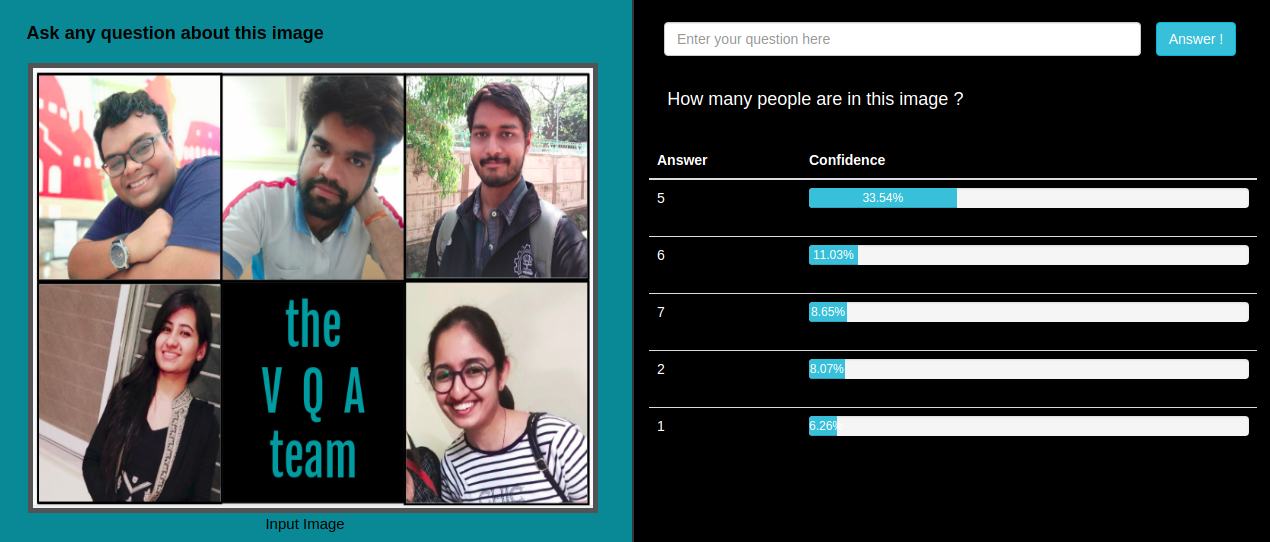 Ask any question about this image
the
V Q A
team
Input Image
Enter your question here
Answer !
How many people are in this image ?
Answer Confidence
5 33.54%
6 11.03%
7 8.65%
2 8.07%
1 6.26%